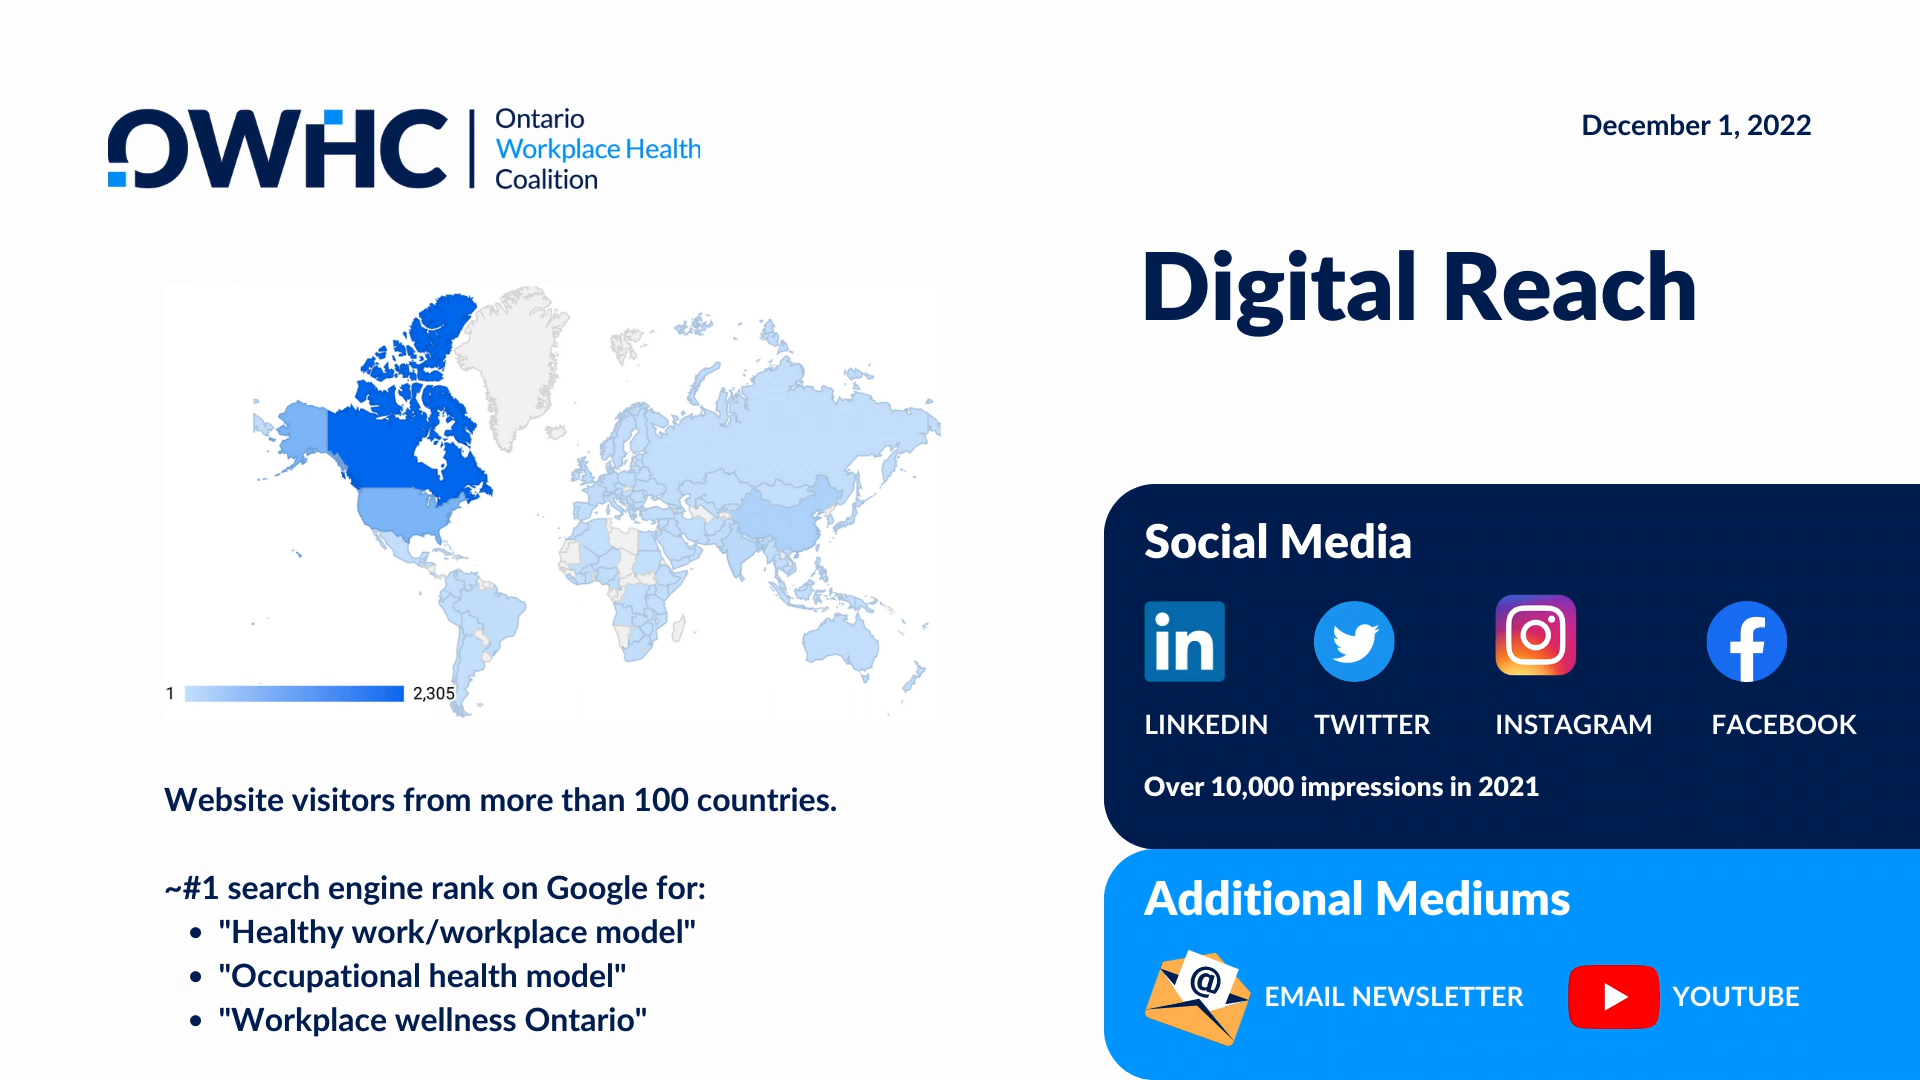 OWHC
Ontario
Workplace Health
Coalition
December 1, 2022
Digital Reach
1
2,305
Website visitors from more than 100 countries.
~#1 search engine rank on Google for:
• "Healthy work/workplace model"
• "Occupational health model"
• "Workplace wellness Ontario"
Social Media
in
f
LINKEDIN TWITTER INSTAGRAM FACEBOOK
Over 10,000 impressions in 2021
Additional Mediums
@
EMAIL NEWSLETTER YOUTUBE